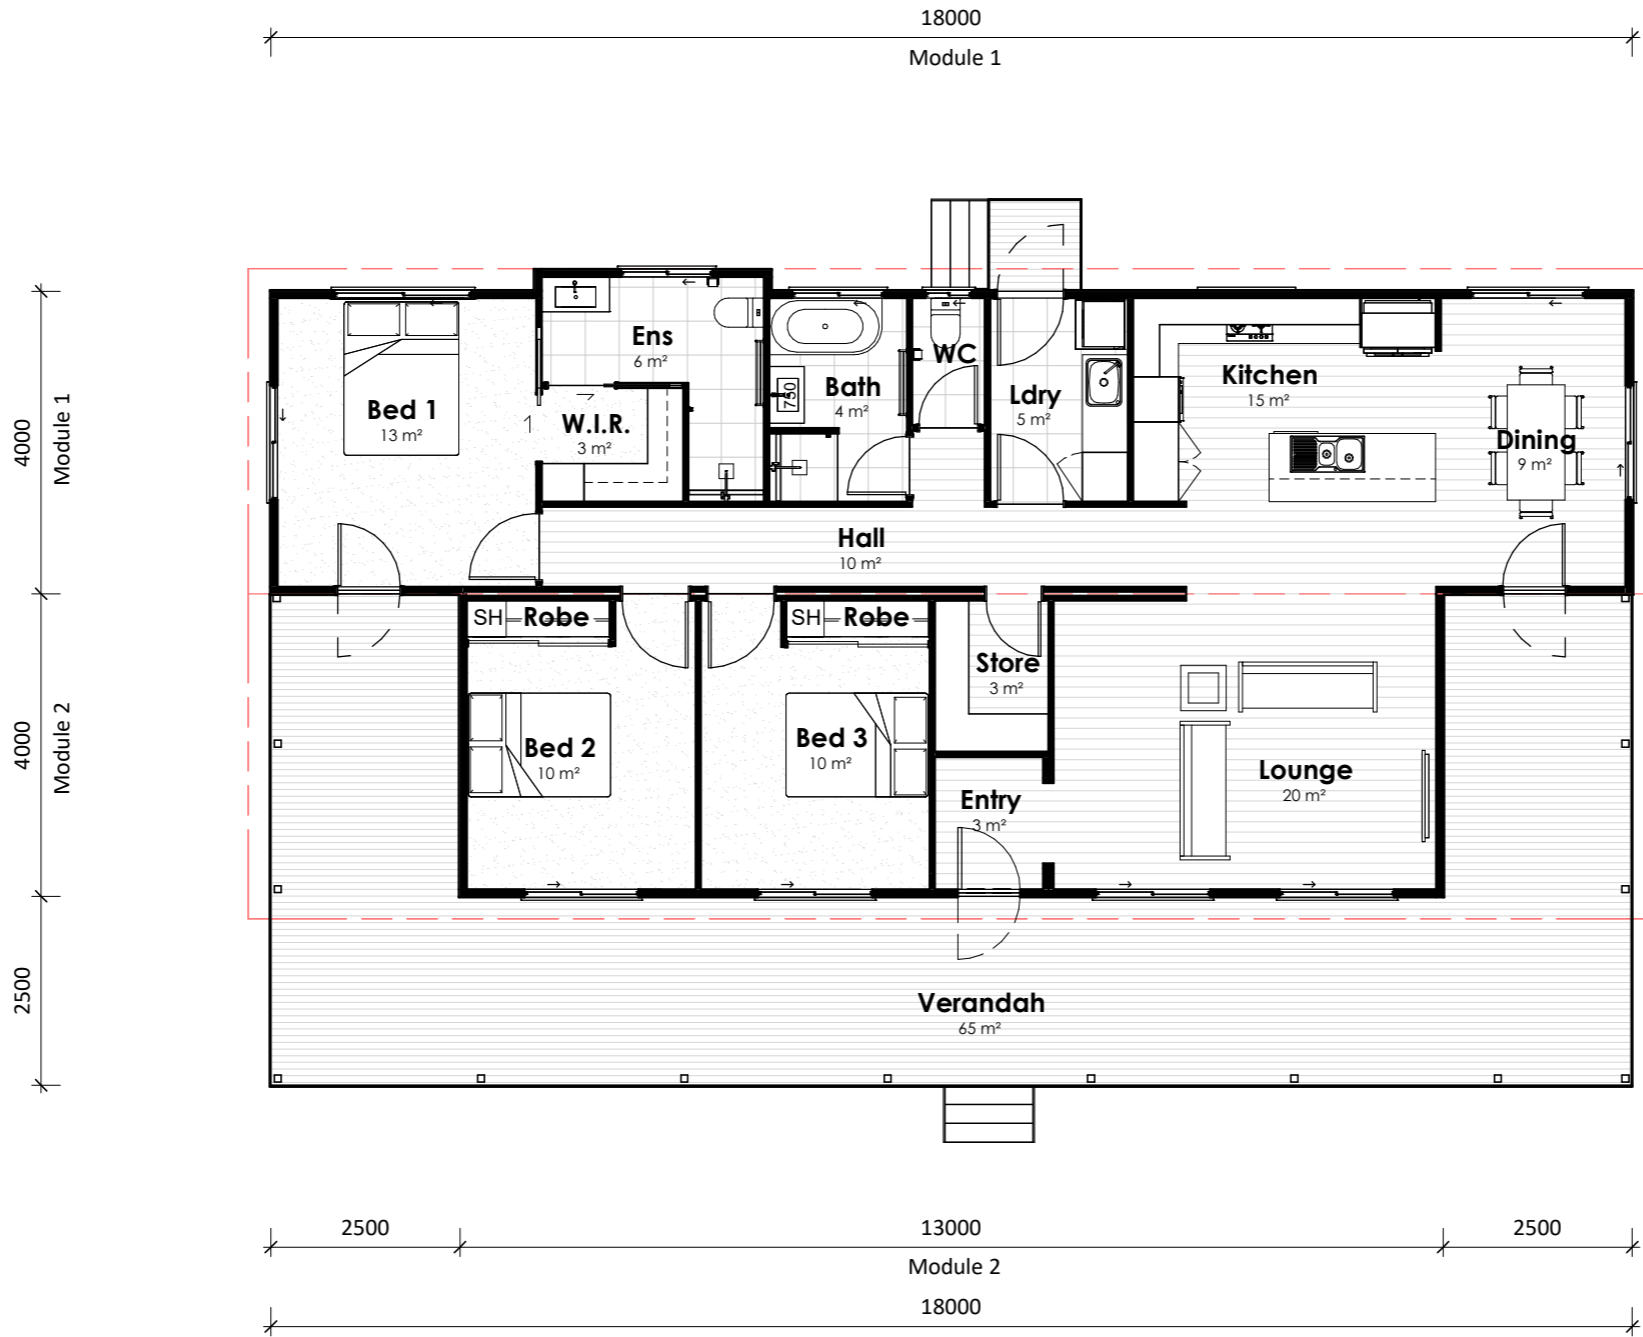 18000
Module 1
4000
Module 1
4000
Module 2
2500
Ens
6 m²
WC
Bath
4 m²
750
Ldry
5 m²
Kitchen
15 m²
Bed 1
13 m²
W.I.R.
3 m²
Dining
9 m²
Hall
10 m²
SH
Robe
SH
Robe
Store
3 m²
Bed 2
10 m²
Bed 3
10 m²
Entry
3 m²
Lounge
20 m²
Verandah
65 m²
2500
13000
2500
Module 2
18000